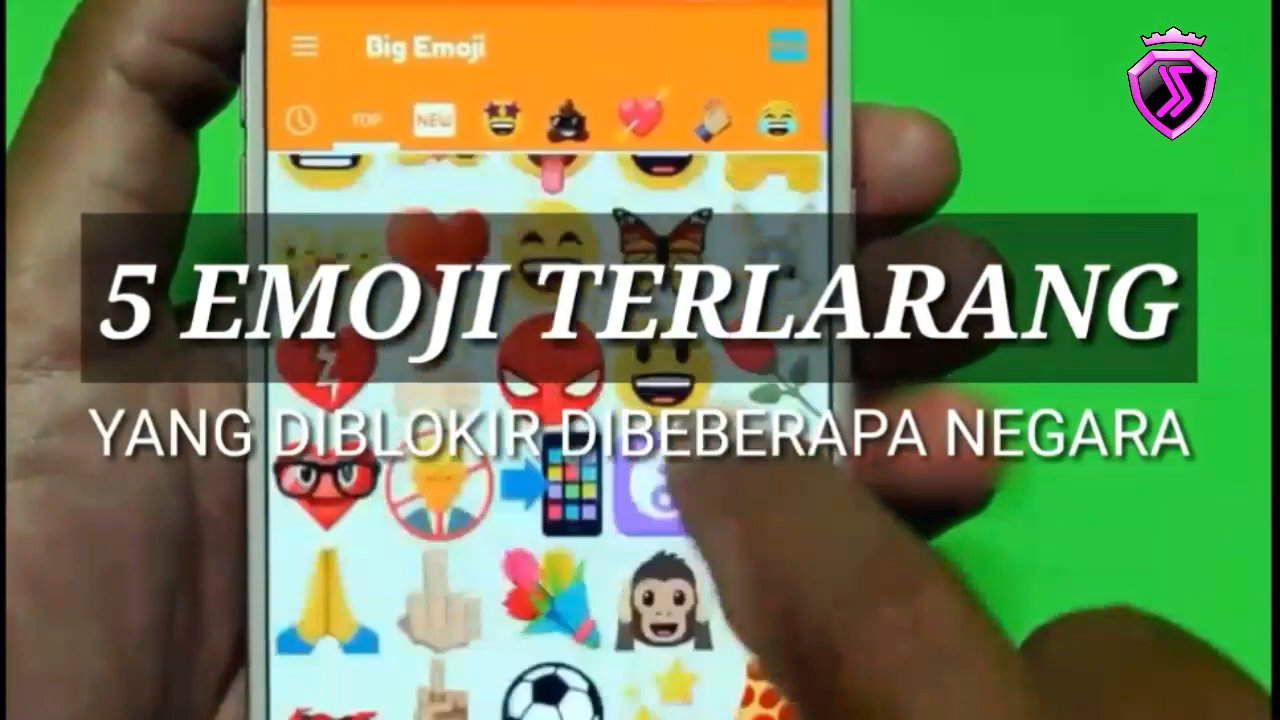 Big Emoji
TOP
NEW
5 EMOJI TERLARANG
YANG DIBLOKIR DIBEBERAPA NEGARA